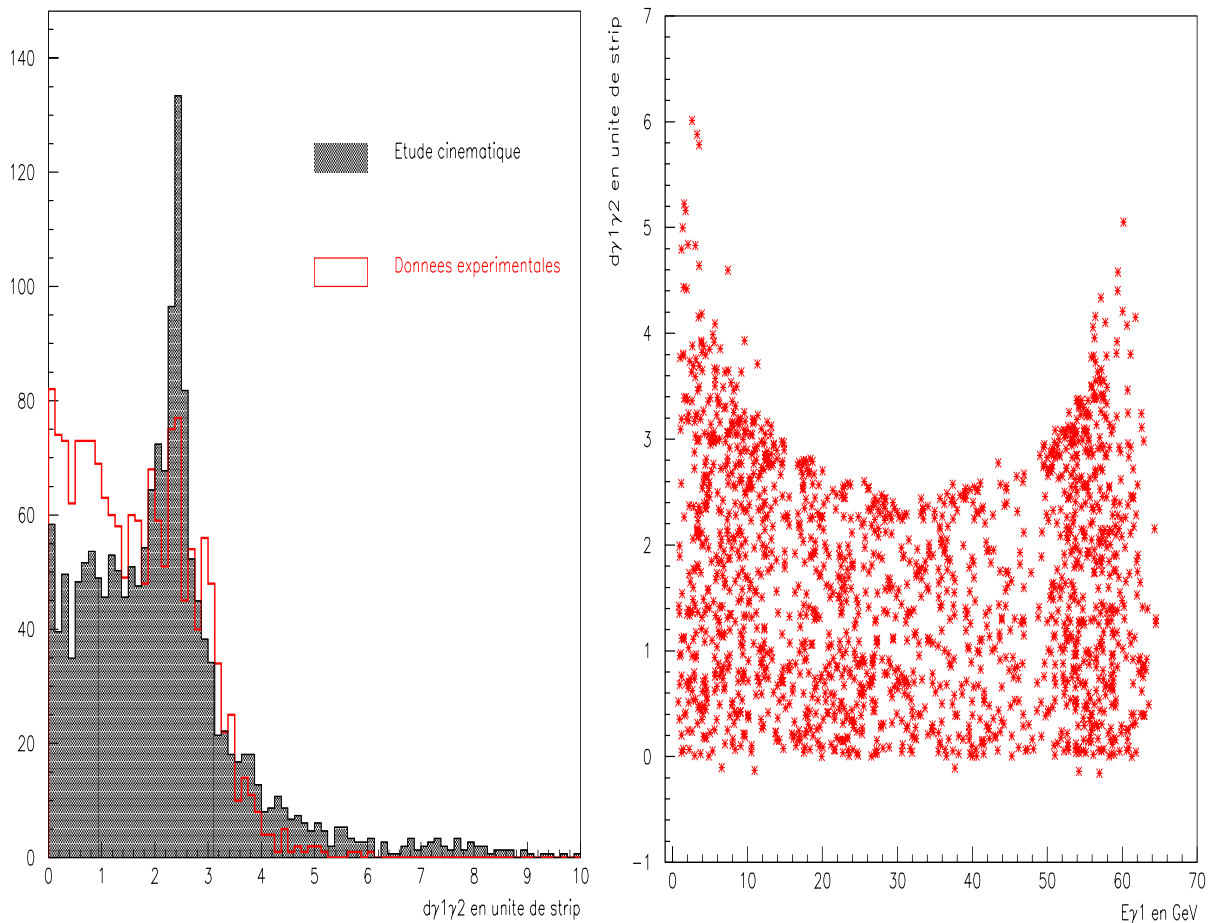 140
120
100
80
60
40
20
0
Etude cinematique
Donnees experimentales
0 1 2 3 4 5 6 7 8 9 10
dγ1γ2 en unite de strip
dγ1γ2 en unite de strip
7
6
5
4
3
2
1
0
-1
0 10 20 30 40 50 60 70
Eγ1 en GeV